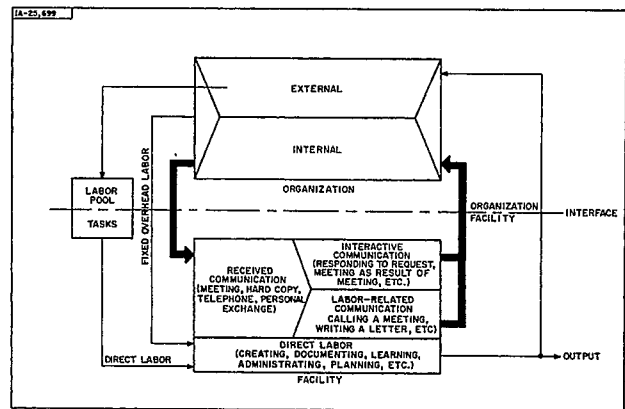 IA-25,699
EXTERNAL
INTERNAL
ORGANIZATION
LABOR
POOL
TASKS
FIXED OVERHEAD LABOR
ORGANIZATION
FACILITY
INTERFACE
RECEIVED
COMMUNICATION
(MEETING, HARD COPY,
TELEPHONE, PERSONAL
EXCHANGE)
INTERACTIVE
COMMUNICATION
(RESPONDING TO REQUEST,
MEETING AS RESULT OF
MEETING, ETC.)
LABOR-RELATED
COMMUNICATION
CALLING A MEETING,
WRITING A LETTER, ETC)
DIRECT LABOR
DIRECT LABOR
(CREATING, DOCUMENTING, LEARNING,
ADMINISTRATING, PLANNING, ETC.)
FACILITY
OUTPUT